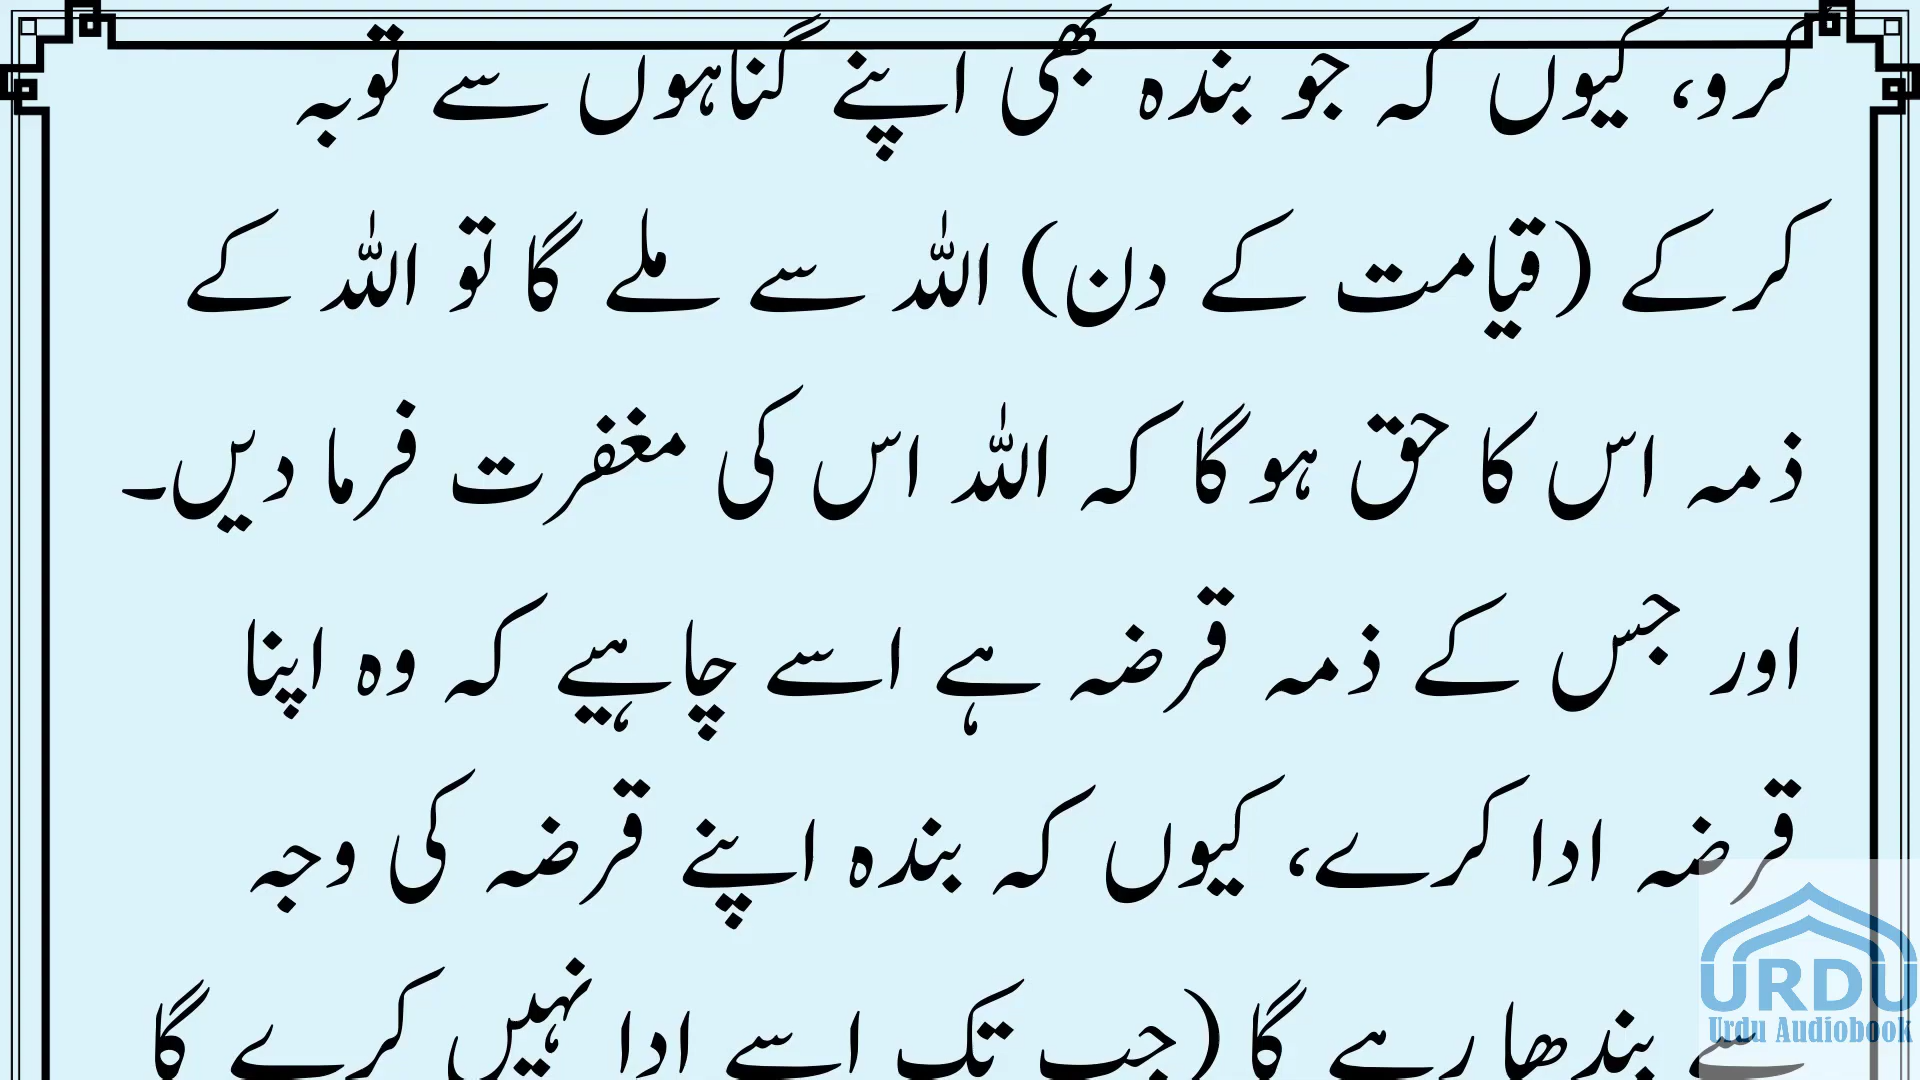 کرو، کیوں کہ جو بندہ بھی اپنے گناہوں سے توبہ
کرکے (قیامت کے دن) اللہ سے ملے گا تو اللہ کے
ذمہ اس کا حق ہوگا کہ اللہ اس کی مغفرت فرما دیں۔
اور جس کے ذمہ قرضہ ہے اسے چاہیے کہ وہ اپنا
قرضہ ادا کرے، کیوں کہ بندہ اپنے قرضہ کی وجہ
سے بندھا رہے گا (جب تک اسے ادا نہیں کرے گا
URDU
Urdu Audiobook